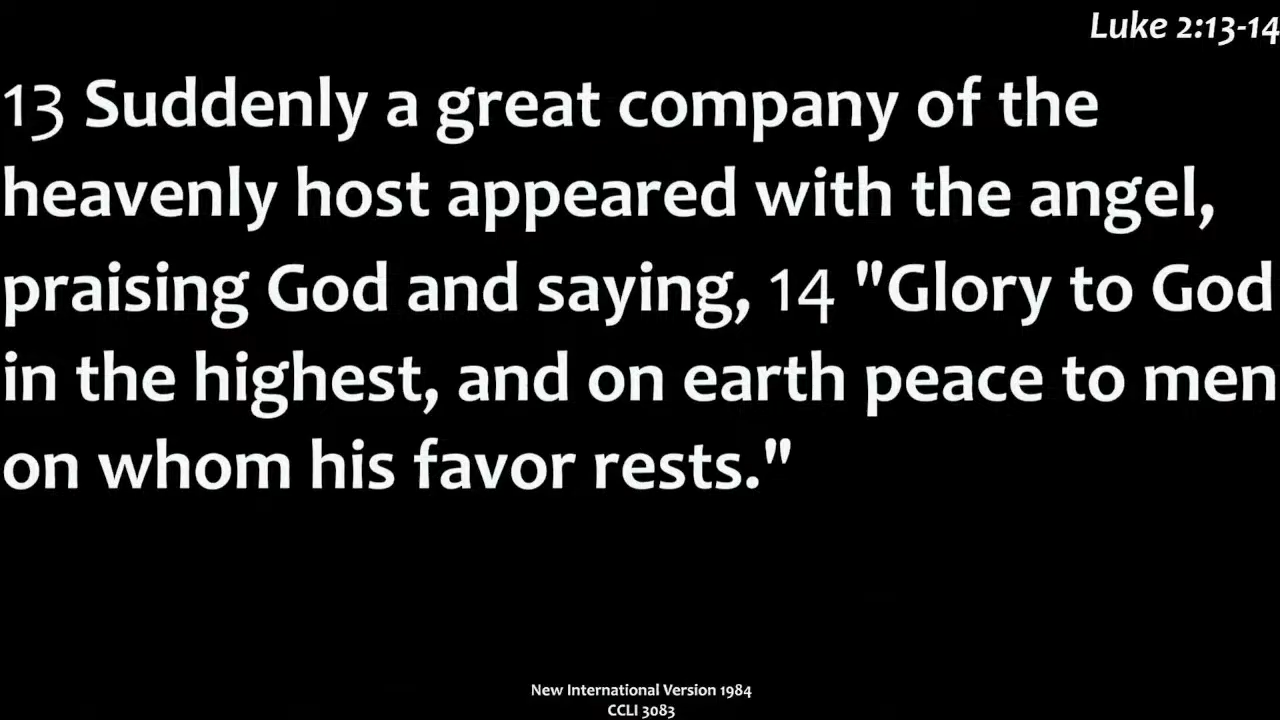 Luke 2:13-14
13 Suddenly a great company of the
heavenly host appeared with the angel,
praising God and saying, 14 "Glory to God
in the highest, and on earth peace to men
on whom his favor rests."
New International Version 1984
CCLI 3083